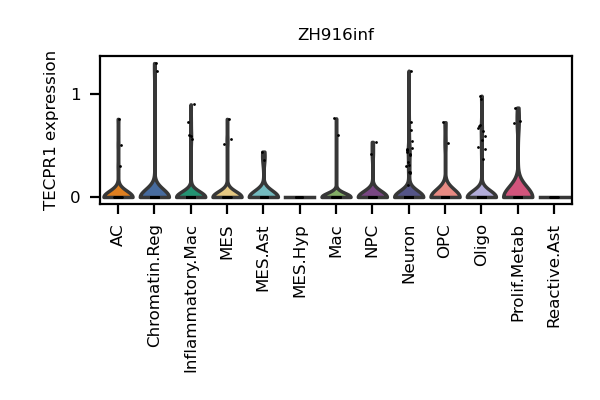 ZH916inf
TECPR1 expression
1
0
AC
Chromatin.Reg
Inflammatory.Mac
MES
MES.Ast
MES.Hyp
Mac
NPC
Neuron
OPC
Oligo
Prolif.Metab
Reactive.Ast